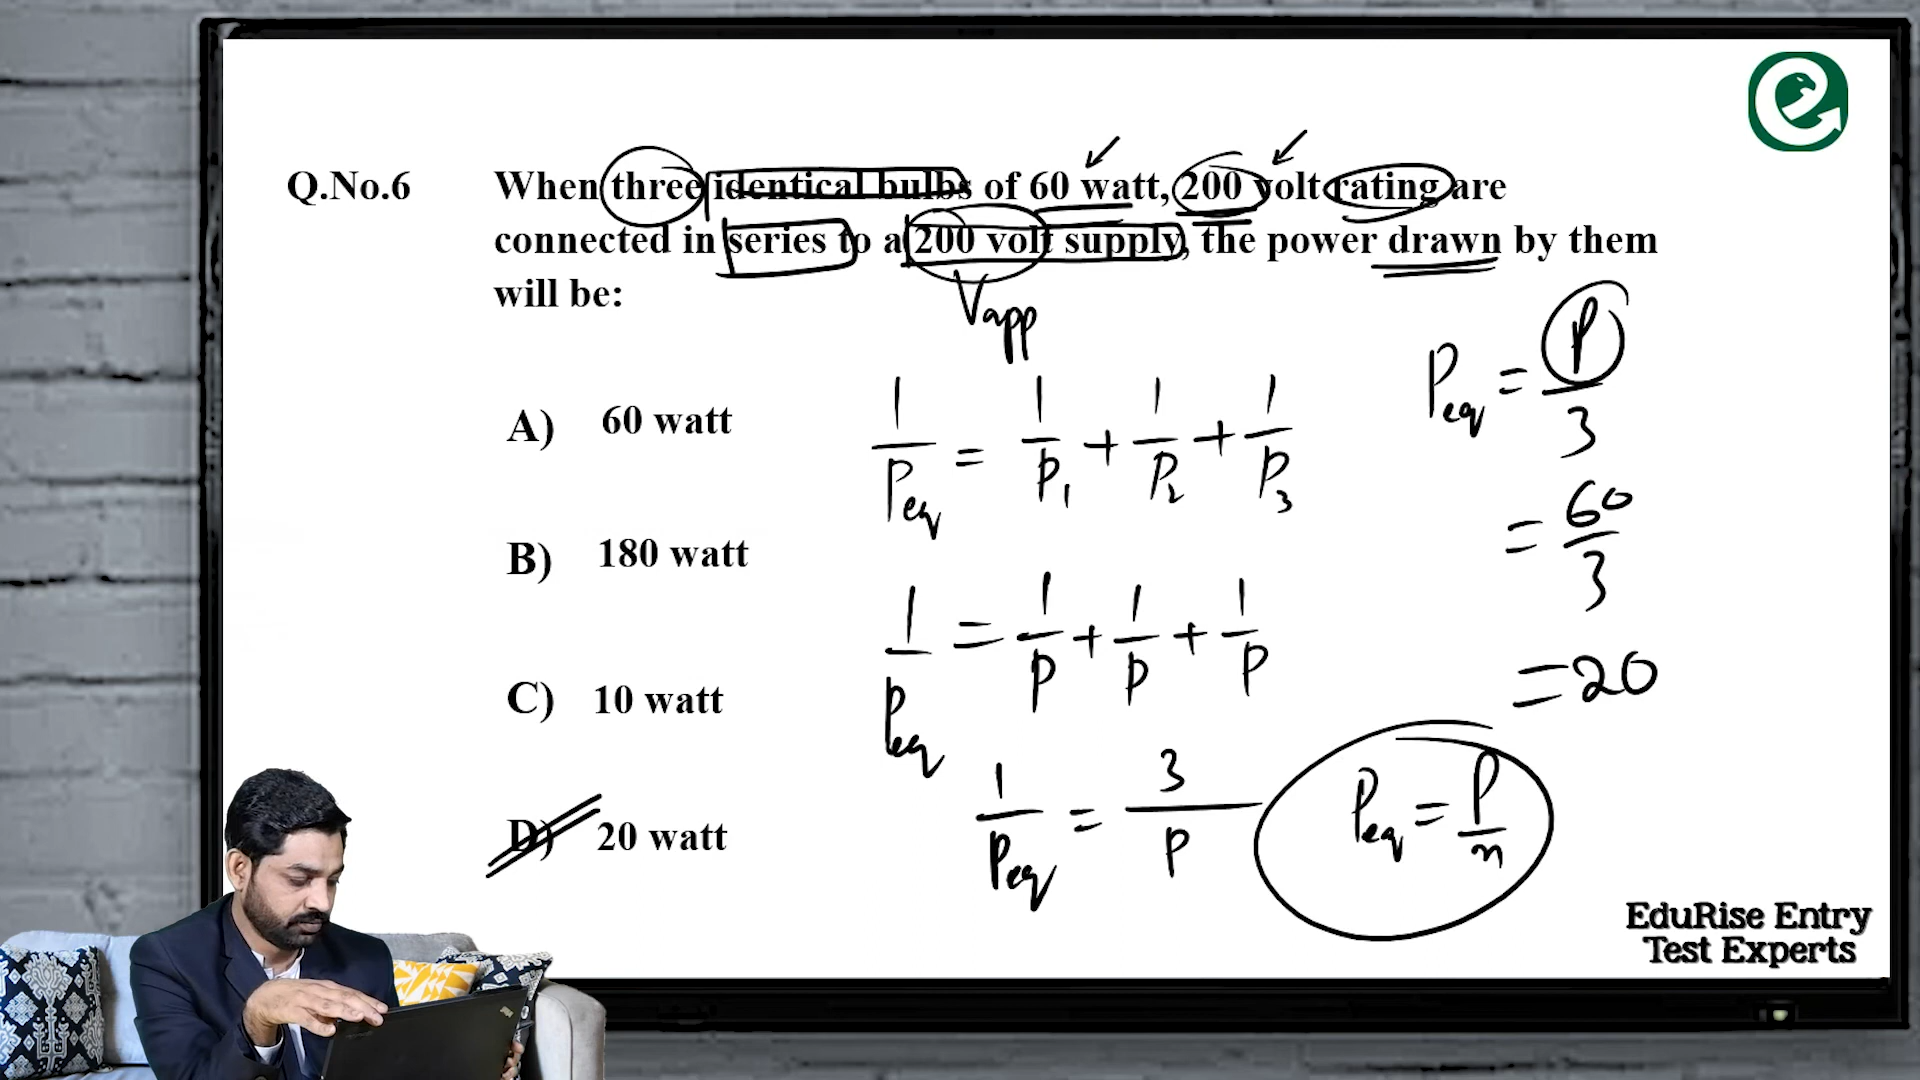 Q.No.6 When three identical bulbs of 60 watt, 200 volt rating are
connected in series to a 200 volt supply, the power drawn by them
will be:
Vapp
A) 60 watt
B) 180 watt
C) 10 watt
D) 20 watt
1/Peq = 1/P1 + 1/P2 + 1/P3
1/Peq = 1/P + 1/P + 1/P
1/Peq = 3/P
Peq = P/3
= 60/3
= 20
Peq = P/n
EduRise Entry
Test Experts